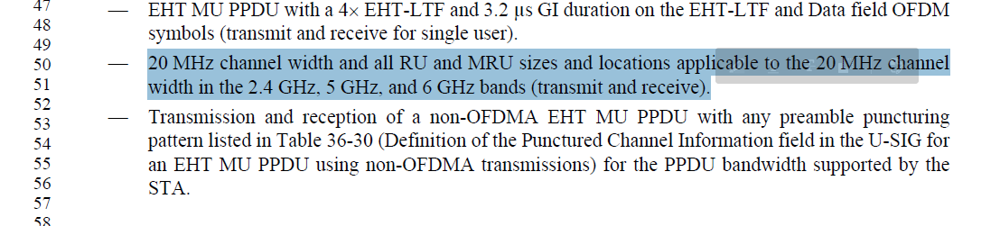 47
— EHT MU PPDU with a 4× EHT-LTF and 3.2 μs GI duration on the EHT-LTF and Data field OFDM
48
symbols (transmit and receive for single user).
49
50
— 20 MHz channel width and all RU and MRU sizes and locations applicable to the 20 MHz channel
51
width in the 2.4 GHz, 5 GHz, and 6 GHz bands (transmit and receive).
52
53
— Transmission and reception of a non-OFDMA EHT MU PPDU with any preamble puncturing
54
pattern listed in Table 36-30 (Definition of the Punctured Channel Information field in the U-SIG for
55
an EHT MU PPDU using non-OFDMA transmissions) for the PPDU bandwidth supported by the
56
STA.
57
58